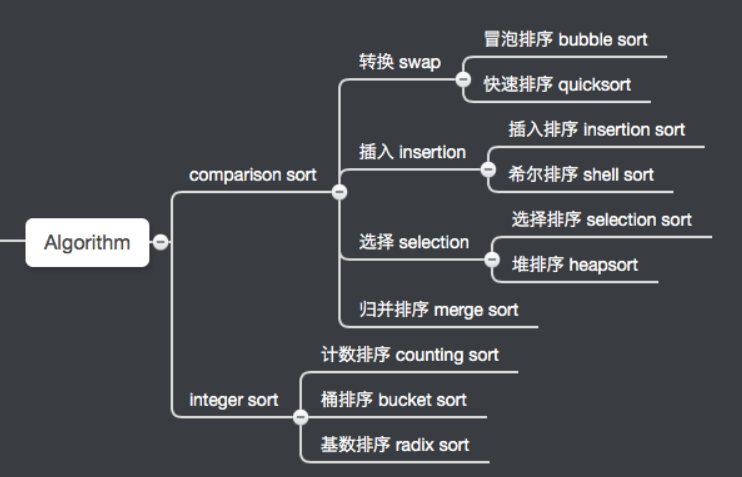 冒泡排序 bubble sort
转换 swap
快速排序 quicksort
插入排序 insertion sort
插入 insertion
comparison sort
希尔排序 shell sort
选择排序 selection sort
Algorithm
选择 selection
堆排序 heapsort
归并排序 merge sort
计数排序 counting sort
integer sort
桶排序 bucket sort
基数排序 radix sort